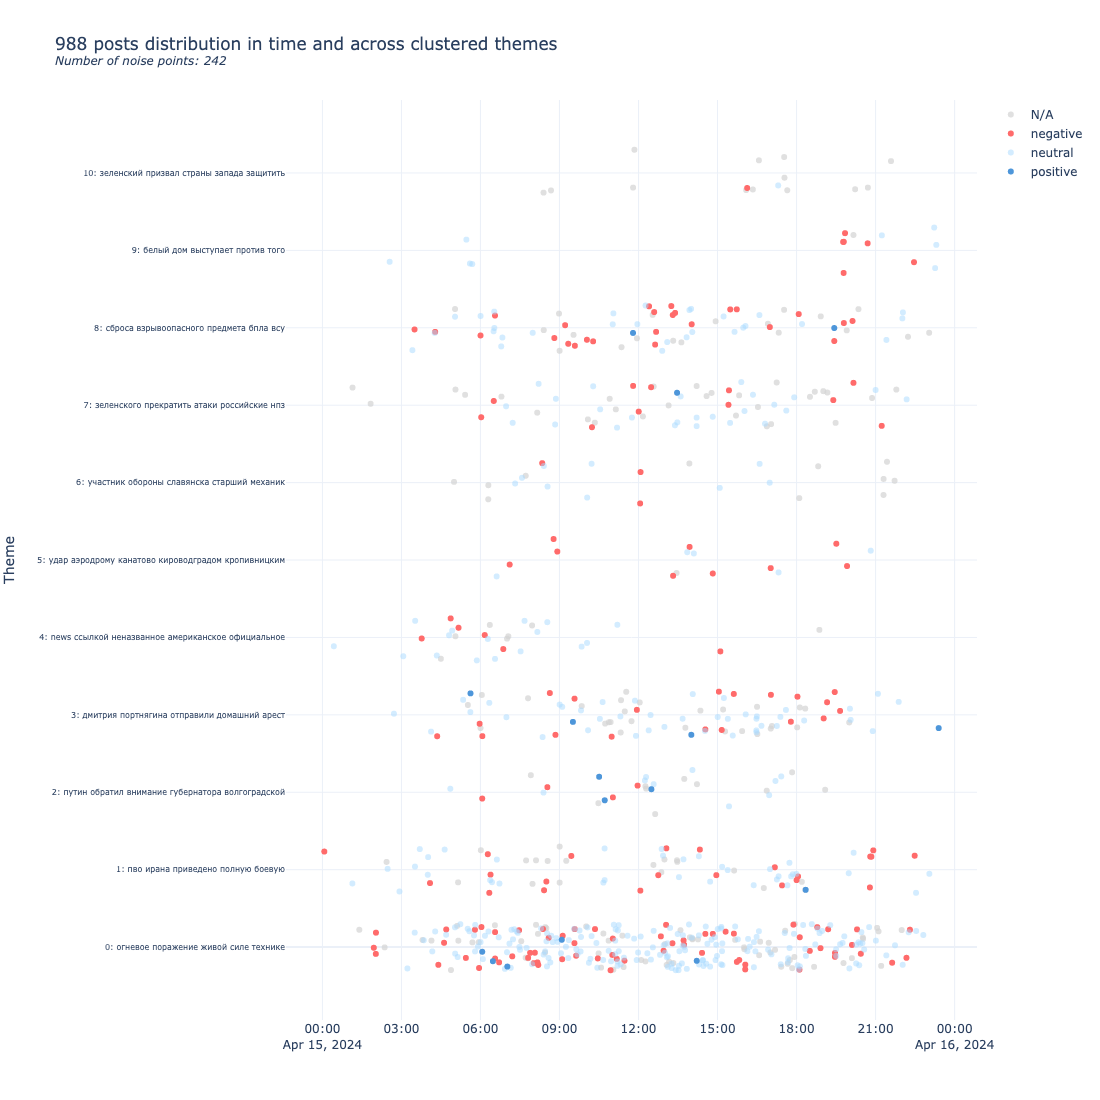 988 posts distribution in time and across clustered themes
Number of noise points: 242
N/A
negative
neutral
positive
10: зеленский призвал страны запада защитить
9: белый дом выступает против того
8: сброса взрывоопасного предмета бпла всу
7: зеленского прекратить атаки российские нпз
6: участник обороны славянска старший механик
5: удар аэродрому канатово кировоградом кропивницким
4: news ссылкой неназванное американское официальное
3: дмитрия портнягина отправили домашний арест
2: путин обратил внимание губернатора волгоградской
1: пво ирана приведено полную боевую
0: огневое поражение живой силе технике
Theme
00:00 03:00 06:00 09:00 12:00 15:00 18:00 21:00 00:00
Apr 15, 2024 Apr 16, 2024